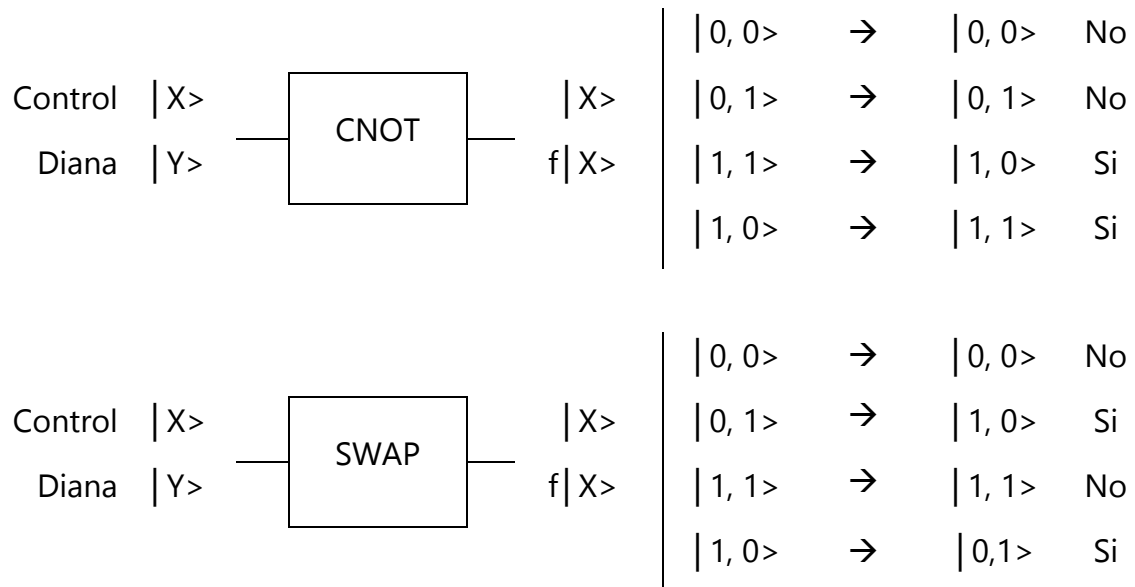 |0, 0> → |0, 0> No
Control |X> |X> |0, 1> → |0, 1> No
CNOT
Diana |Y> f|X> |1, 1> → |1, 0> Si
|1, 0> → |1, 1> Si
|0, 0> → |0, 0> No
Control |X> |X> |0, 1> → |1, 0> Si
SWAP
Diana |Y> f|X> |1, 1> → |1, 1> No
|1, 0> → |0,1> Si